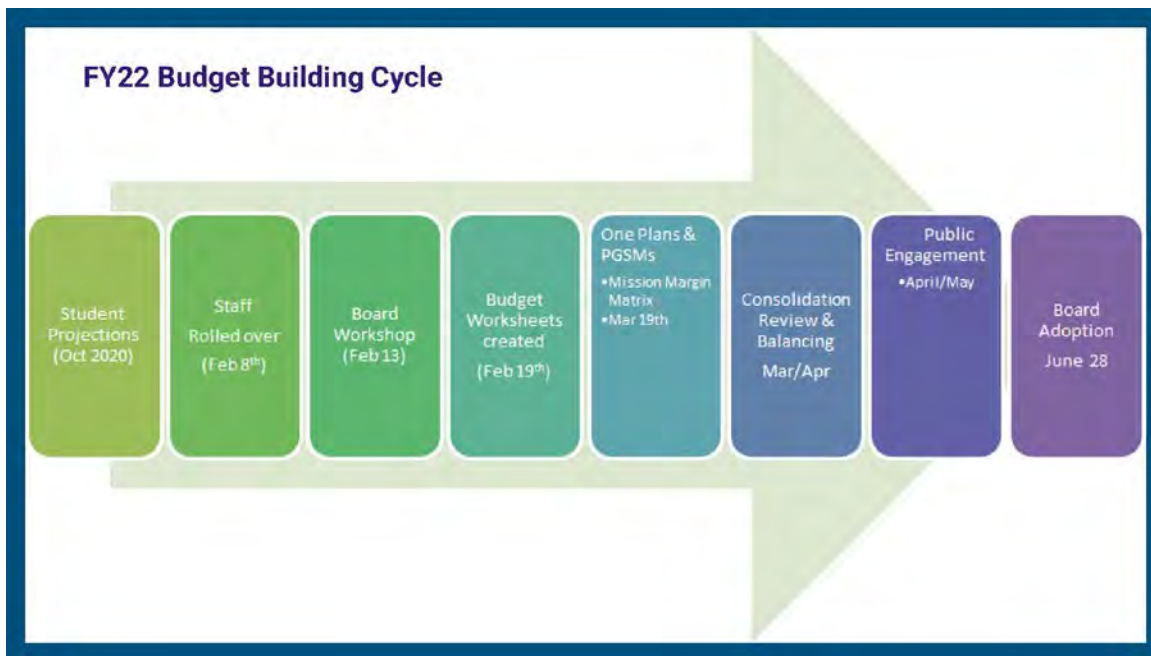 FY22 Budget Building Cycle
Student
Projections
(Oct 2020)
Staff
Rolled over
(Feb 8th)
Board
Workshop
(Feb 13)
Budget
Worksheets
created
(Feb 19th)
One Plans &
PGSMs
•Mission Margin
Matrix
•Mar 19th
Consolidation
Review &
Balancing
Mar/Apr
Public
Engagement
•April/May
Board
Adoption
June 28